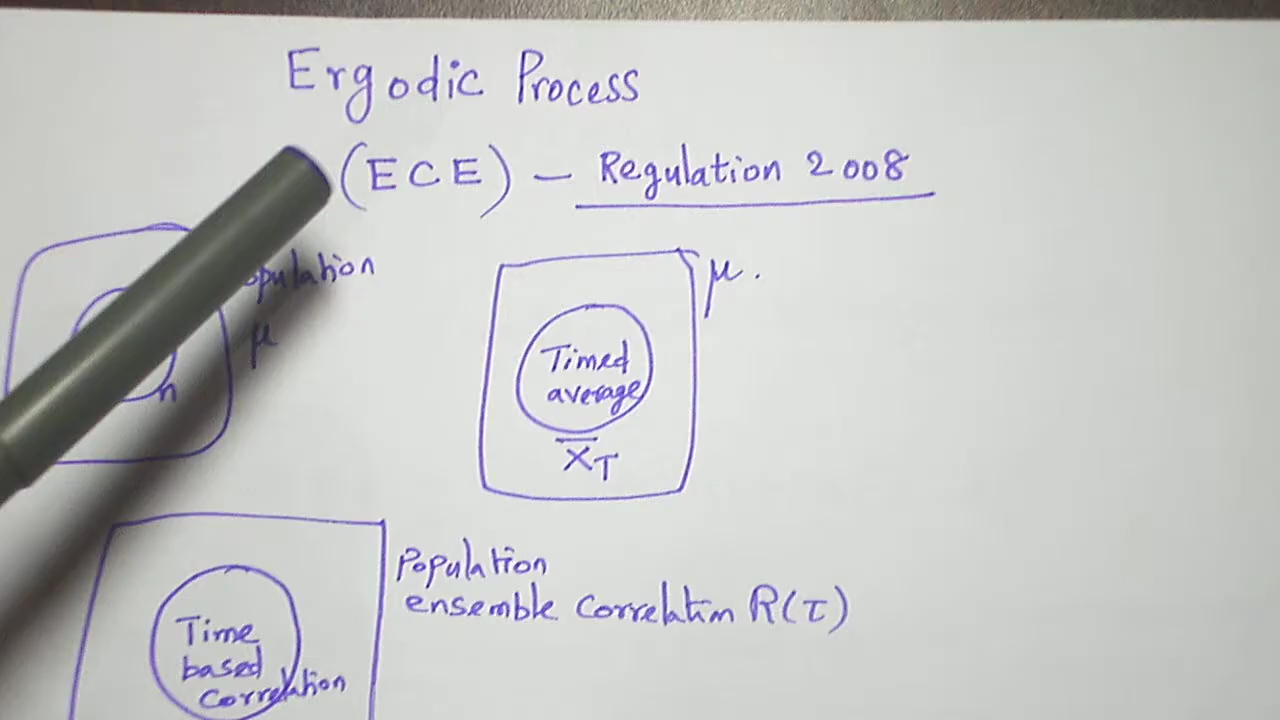 Ergodic Process
(ECE) - Regulation 2008
μ
n
μ.
Timed
average
X̅T
Population
ensemble Correlation R(τ)
Time
based
Correlation